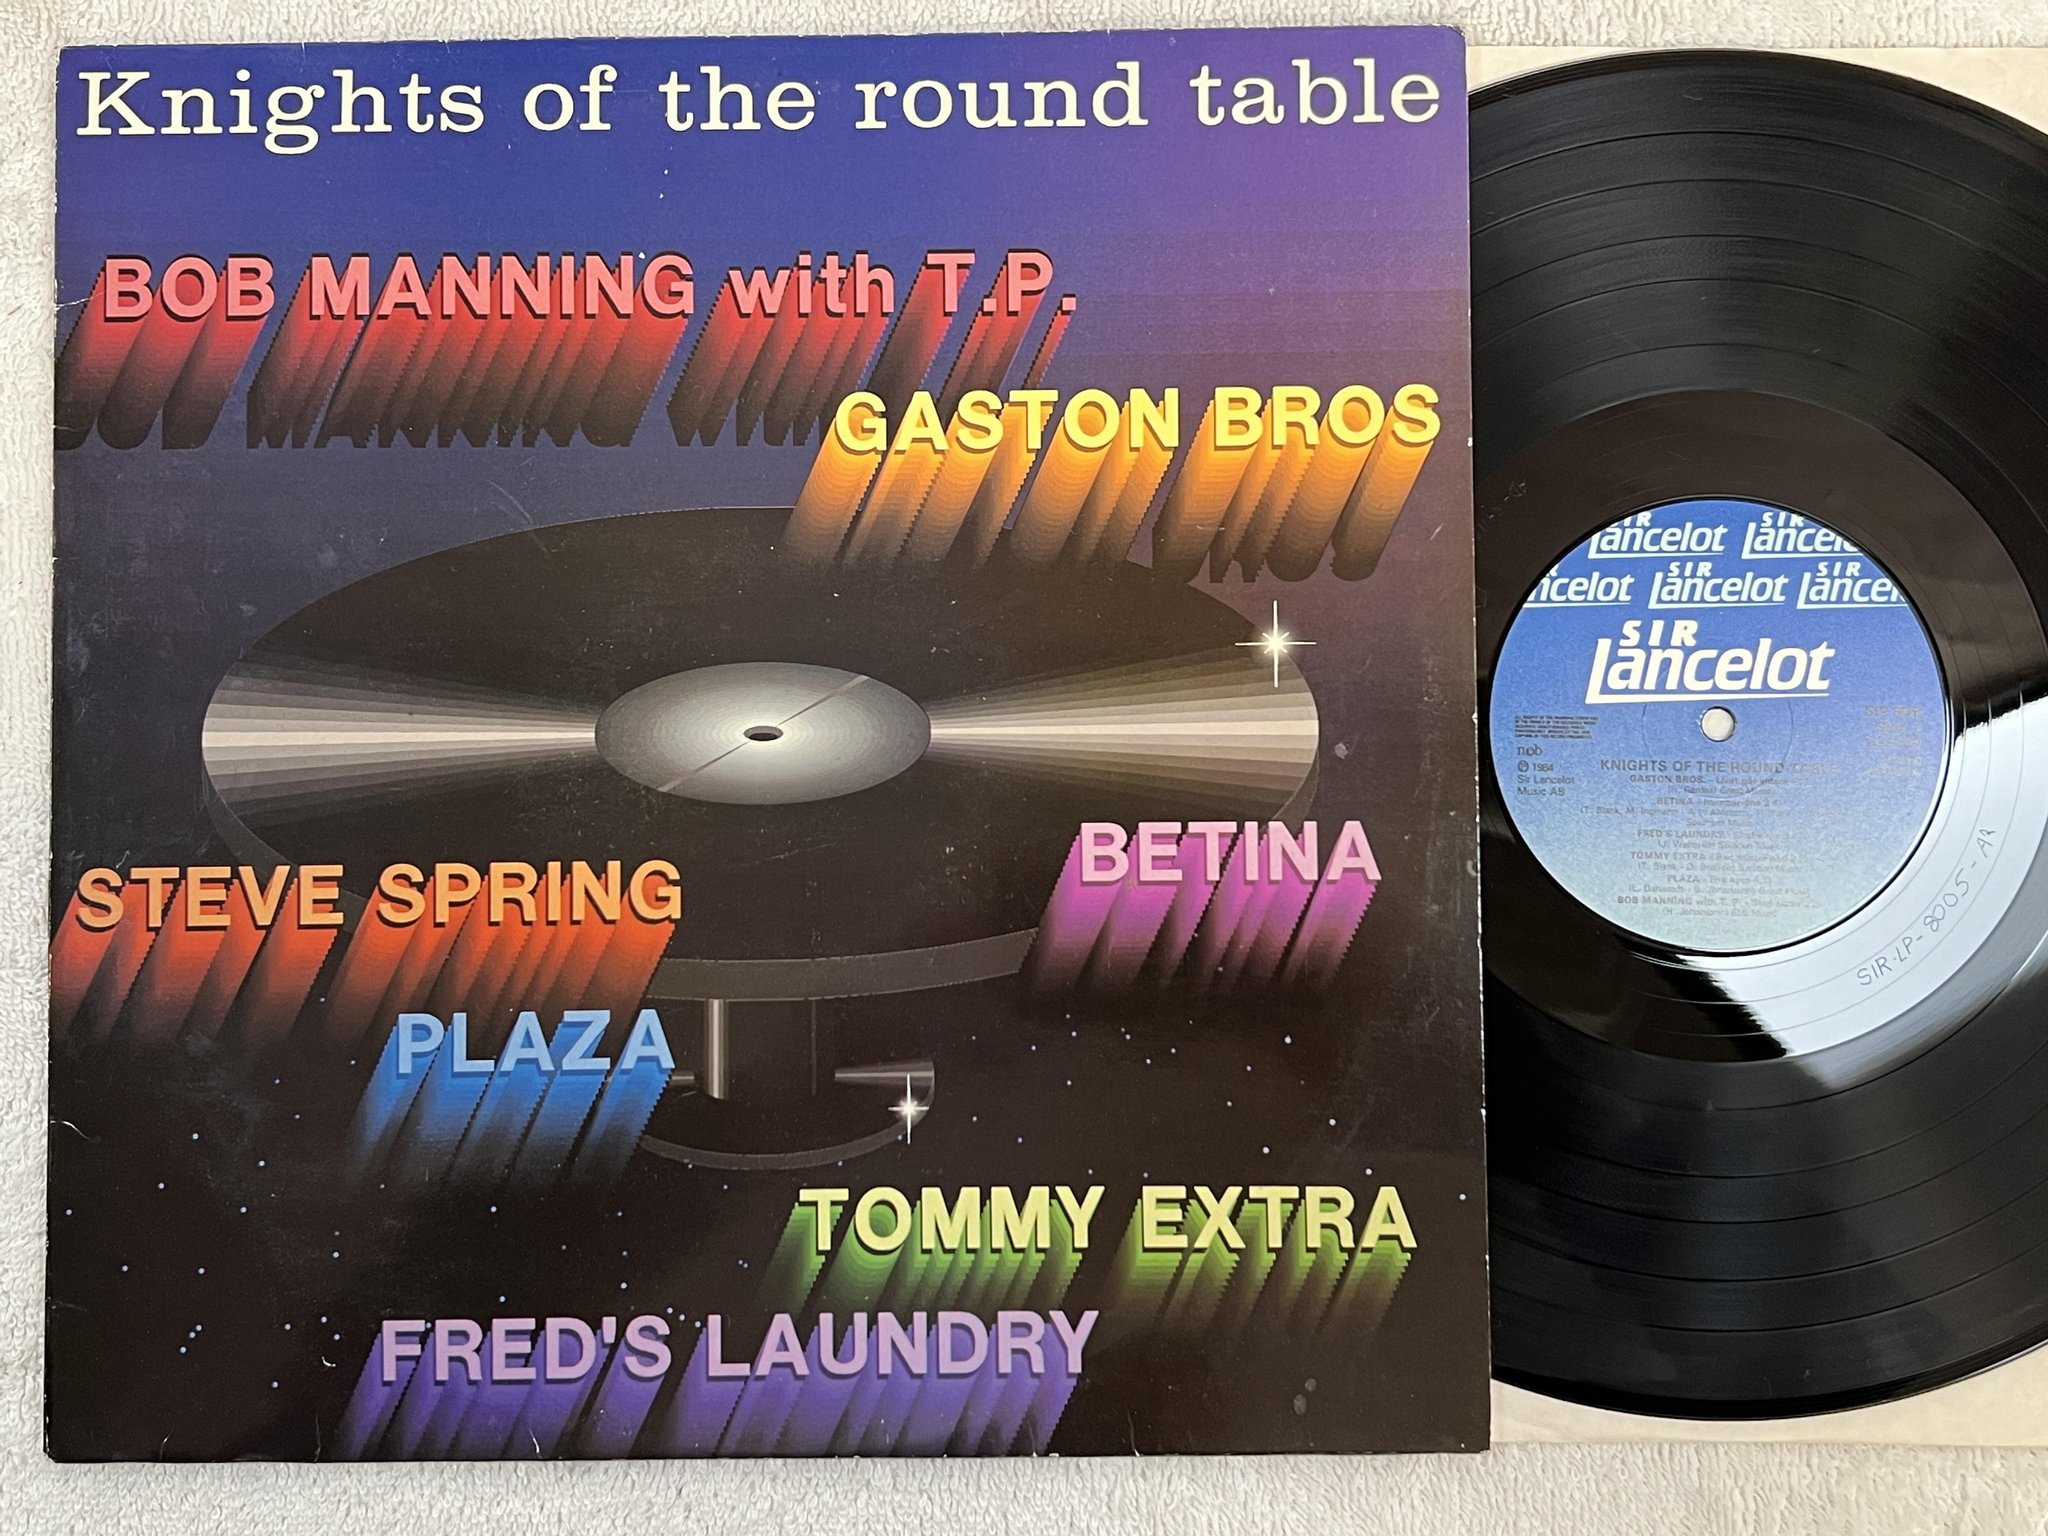 Knights of the round table
BOB MANNING with T.P.
GASTON BROS
BETINA
STEVE SPRING
PLAZA
TOMMY EXTRA
FRED'S LAUNDRY
SIR Lancelot SIR Lancelot
Lancelot SIR Lancelot SIR Lancelot
SIR
Lancelot
ncb
℗ 1984
Sir Lancelot
Music AB
KNIGHTS OF THE ROUND TABLE
GASTON BROS.
BETINA
FRED'S LAUNDRY
TOMMY EXTRA
PLAZA
BOB MANNING with T. P.
SIR-LP-8005-A2